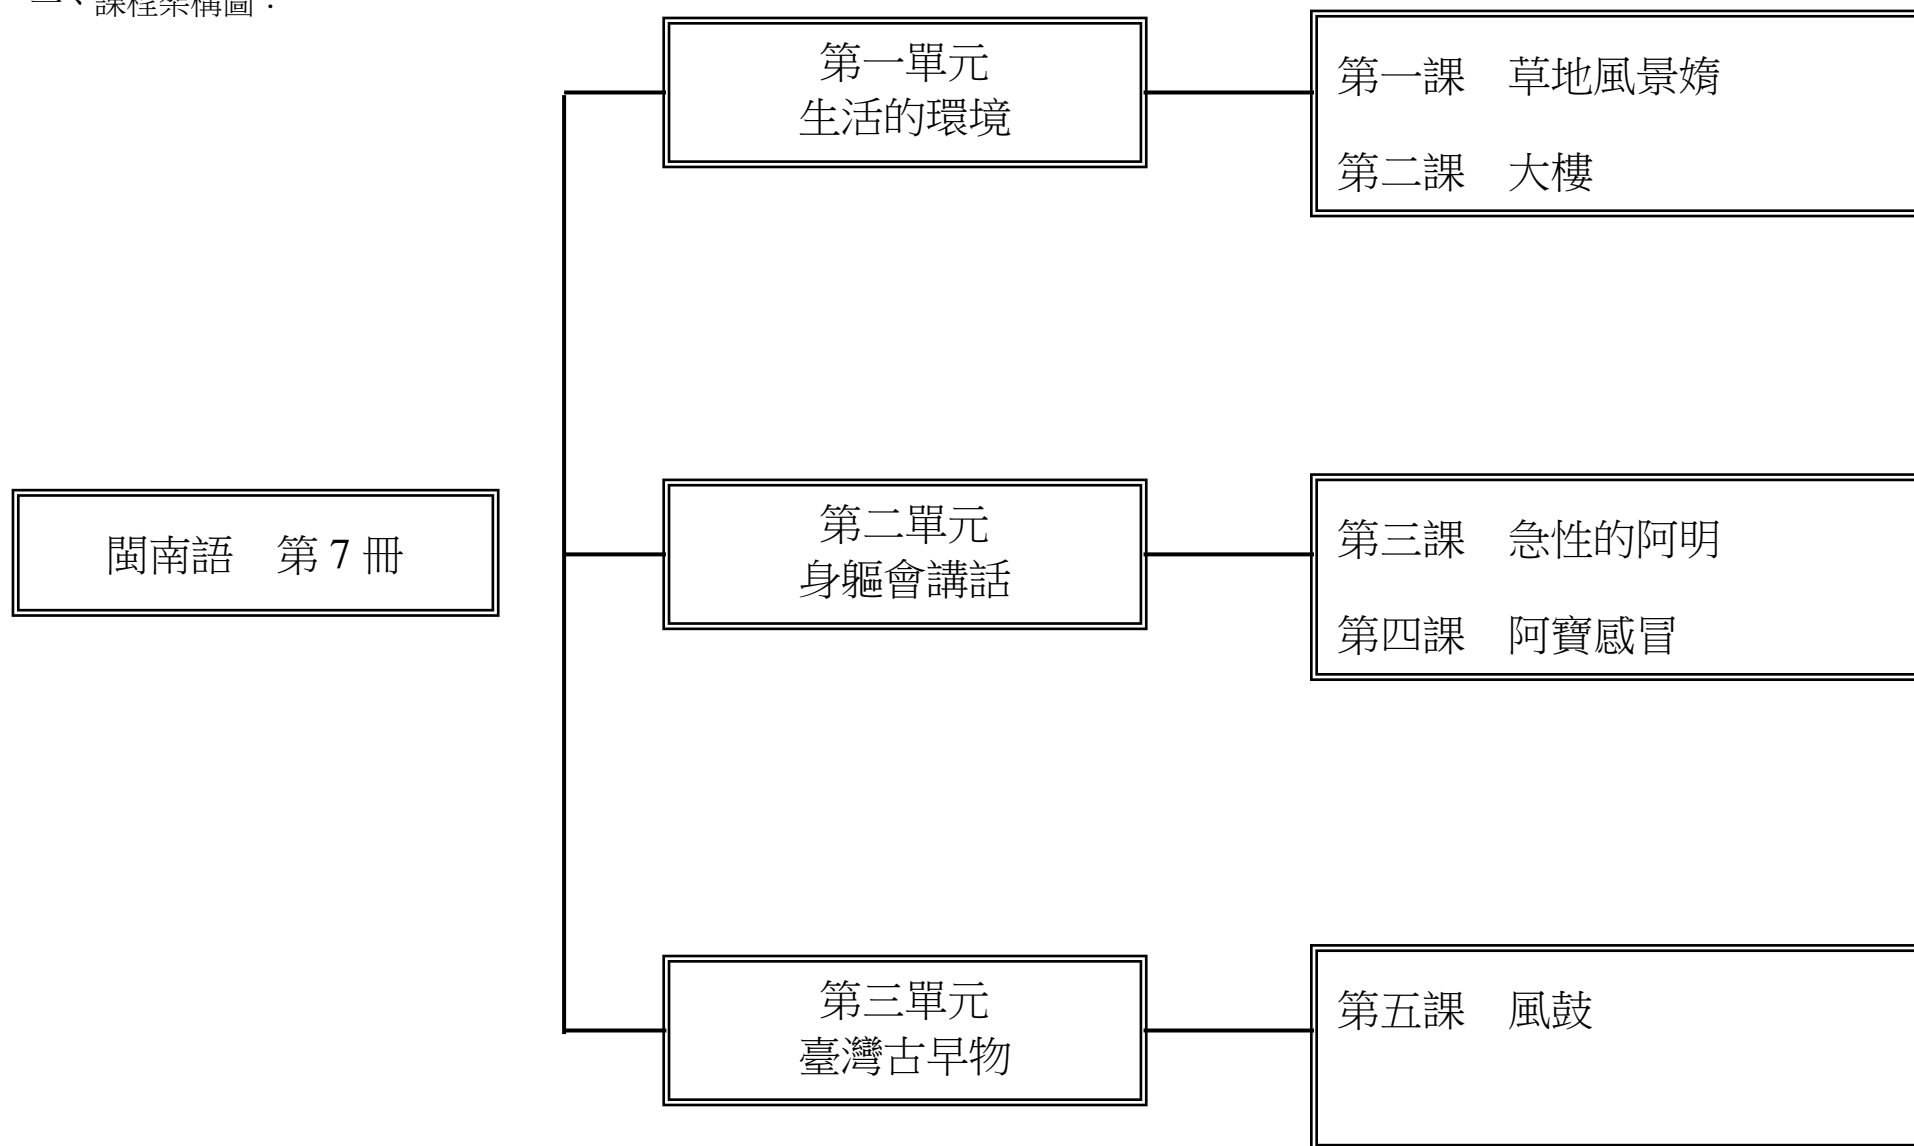 課程架構圖：
閩南語 第 7 冊
第一單元
生活的環境
第一課 草地風景媠
第二課 大樓
第二單元
身軀會講話
第三課 急性的阿明
第四課 阿寶感冒
第三單元
臺灣古早物
第五課 風鼓